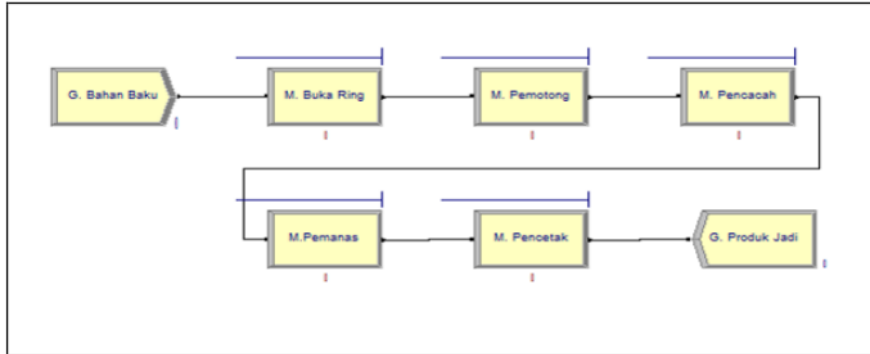 G. Bahan Baku
M. Buka Ring
M. Pemotong
M. Pencacah
M.Pemanas
M. Pencetak
G. Produk Jadi